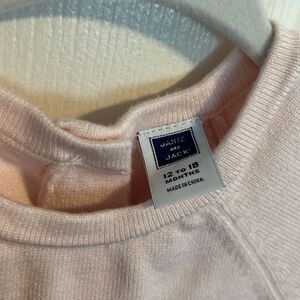 JANIE
AND
JACK
12 TO 18
MONTHS
MADE IN CHINA